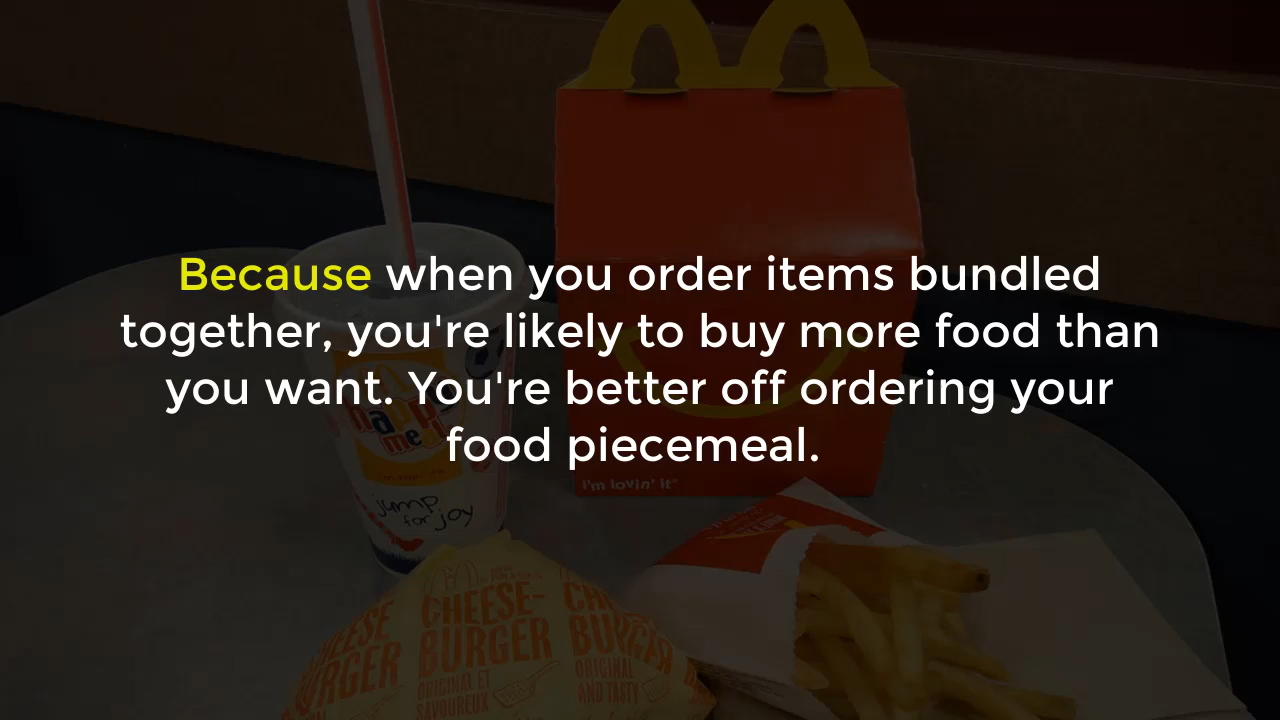 Because when you order items bundled
together, you're likely to buy more food than
you want. You're better off ordering your
food piecemeal.
happy
meal
i'm lovin' it
jump
for joy
CHEESE-
BURGER
ORIGINAL ET
SAVOUREUX
CHEESE
BURGER
ORIGINAL
AND TASTY